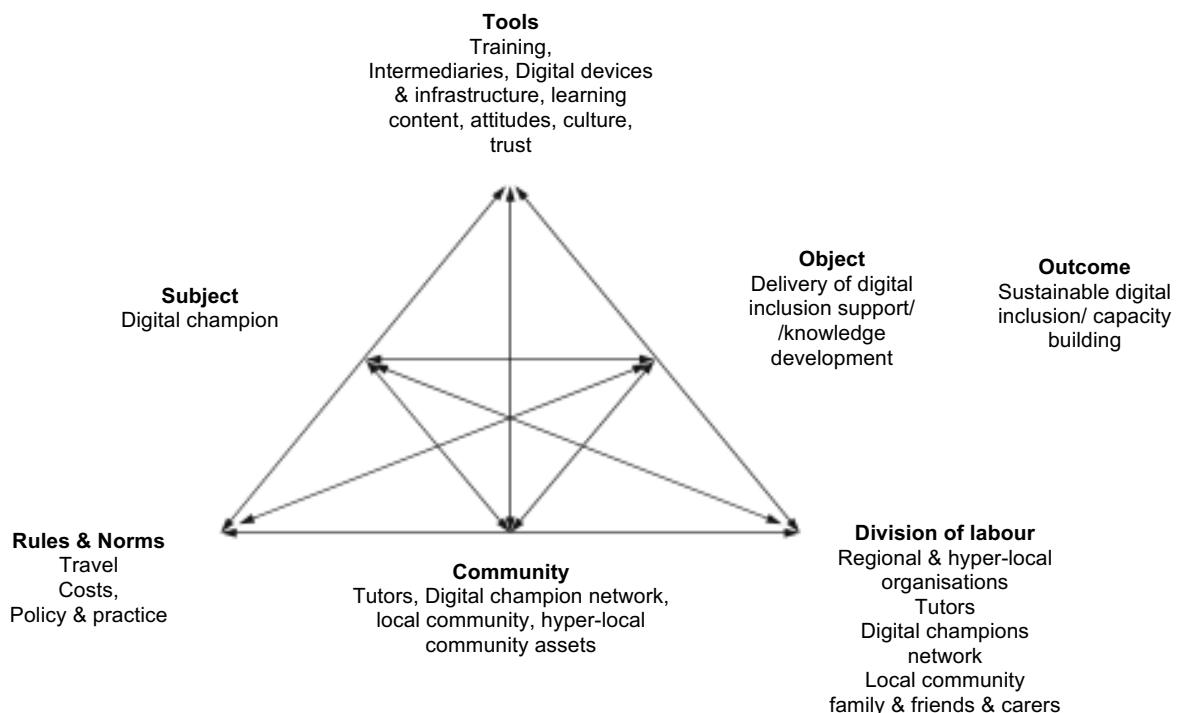 Tools
Training,
Intermediaries, Digital devices
& infrastructure, learning
content, attitudes, culture,
trust
Subject
Digital champion
Object
Delivery of digital
inclusion support/
/knowledge
development
Outcome
Sustainable digital
inclusion/ capacity
building
Rules & Norms
Travel
Costs,
Policy & practice
Community
Tutors, Digital champion network,
local community, hyper-local
community assets
Division of labour
Regional & hyper-local
organisations
Tutors
Digital champions
network
Local community
family & friends & carers